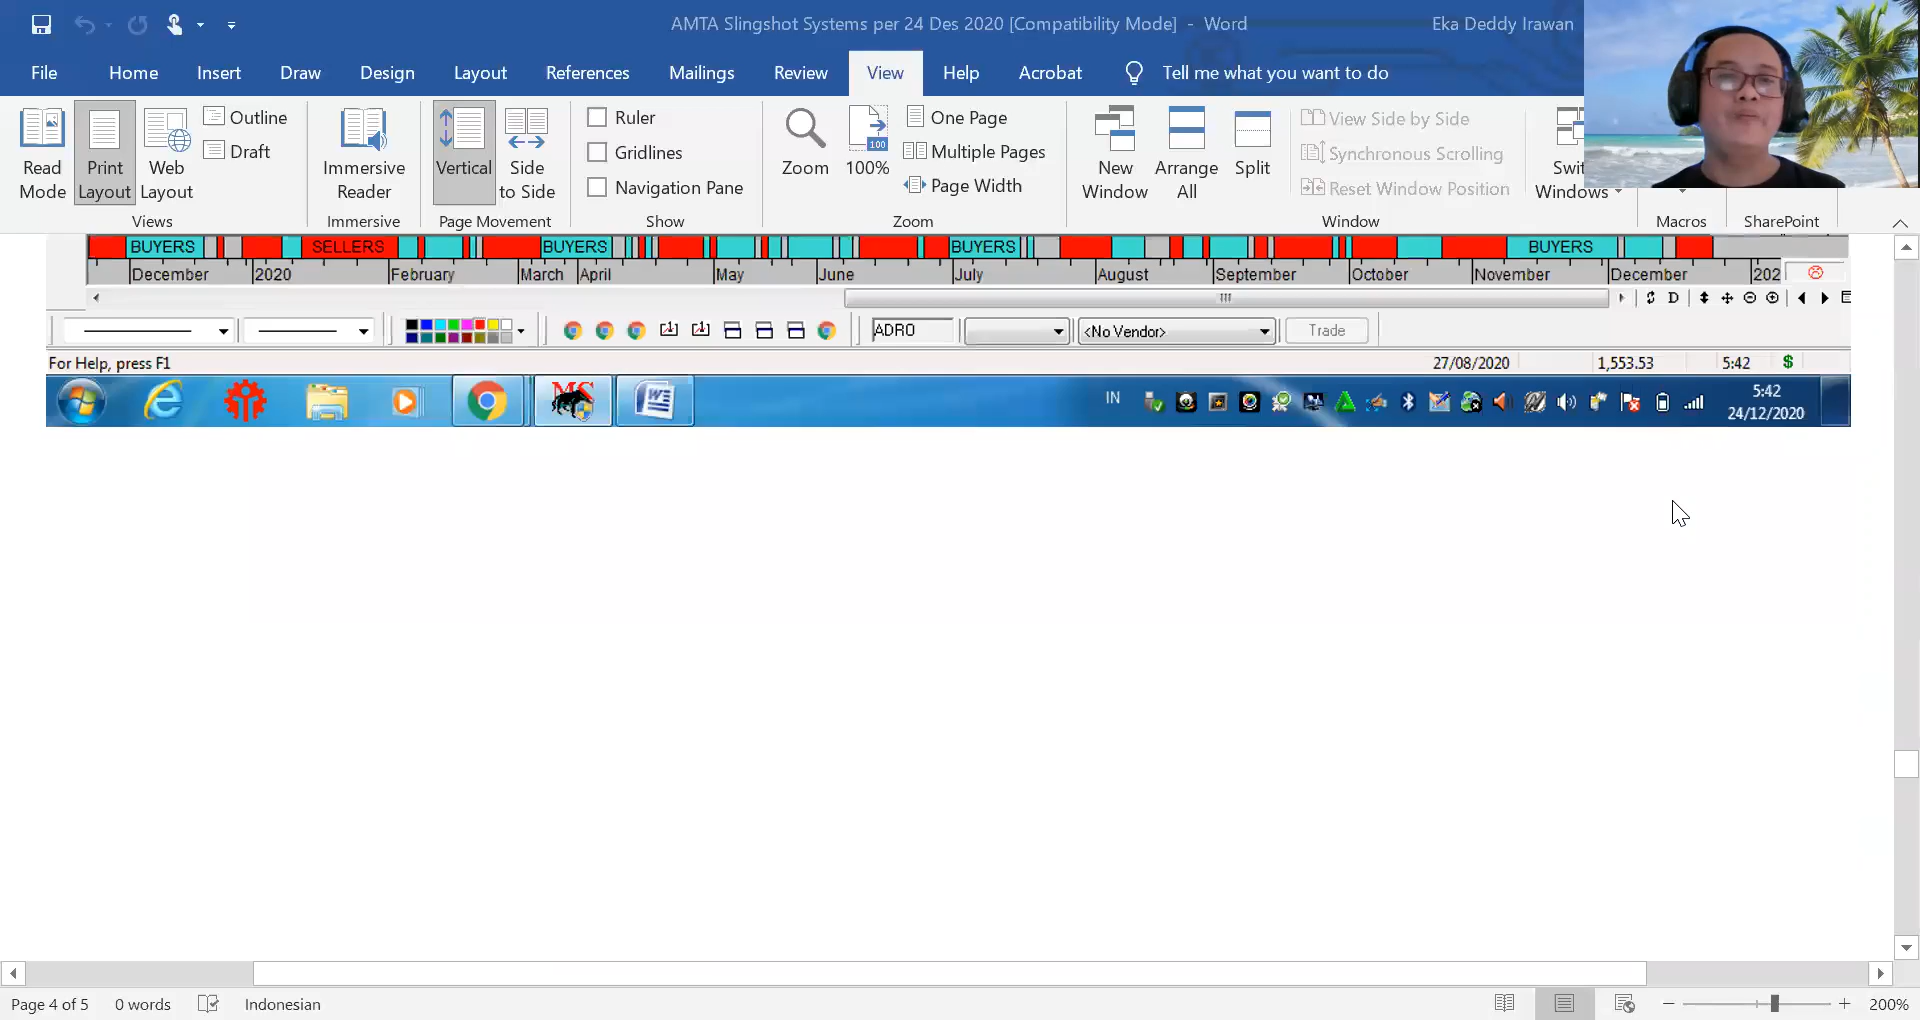 AMTA Slingshot Systems per 24 Des 2020 [Compatibility Mode] - Word
Eka Deddy Irawan
File Home Insert Draw Design Layout References Mailings Review View Help Acrobat Tell me what you want to do
Read Mode
Print Layout
Web Layout
Outline
Draft
Views
Immersive Reader
Immersive
Vertical
Side to Side
Page Movement
Ruler
Gridlines
Navigation Pane
Show
Zoom
100
100%
One Page
Multiple Pages
Page Width
Zoom
New Window
Arrange All
Split
View Side by Side
Synchronous Scrolling
Reset Window Position
Windows
Window
Macros
SharePoint
BUYERS SELLERS BUYERS BUYERS BUYERS
December 2020 February March April May June July August September October November December 202
D
ADRO <No Vendor> Trade
For Help, press F1 27/08/2020 1,553.53 5:42 $
MS
IN
5:42
24/12/2020
Page 4 of 5 0 words Indonesian 200%